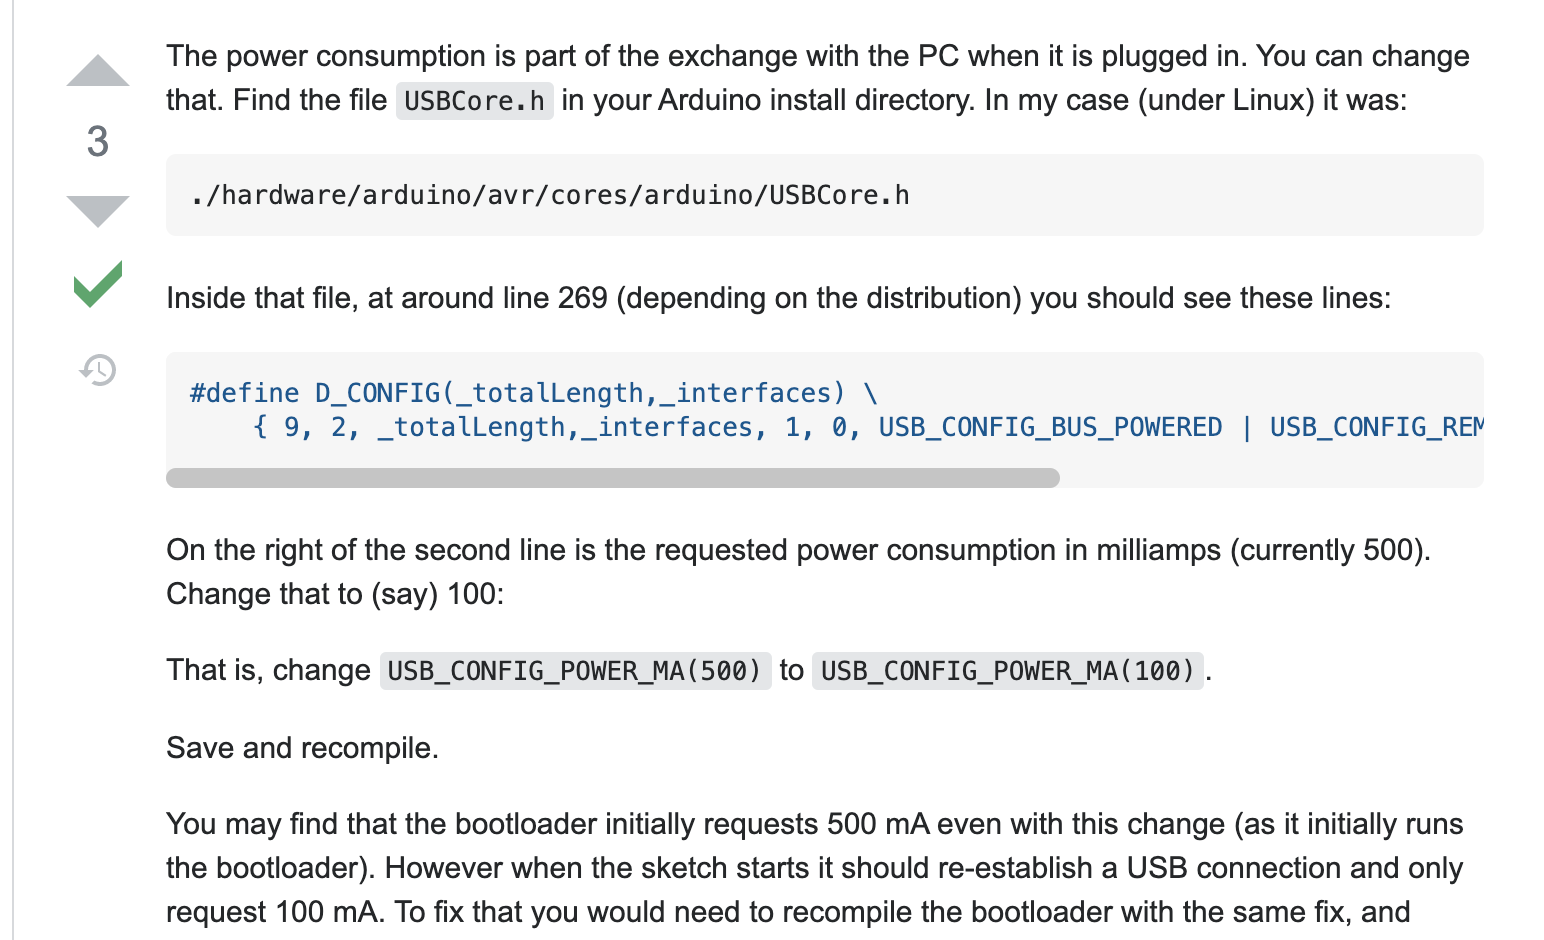 The power consumption is part of the exchange with the PC when it is plugged in. You can change
that. Find the file USBCore.h in your Arduino install directory. In my case (under Linux) it was:
3
./hardware/arduino/avr/cores/arduino/USBCore.h
Inside that file, at around line 269 (depending on the distribution) you should see these lines:
#define D_CONFIG(_totalLength,_interfaces) \
{ 9, 2, _totalLength,_interfaces, 1, 0, USB_CONFIG_BUS_POWERED | USB_CONFIG_REM
On the right of the second line is the requested power consumption in milliamps (currently 500).
Change that to (say) 100:
That is, change USB_CONFIG_POWER_MA(500) to USB_CONFIG_POWER_MA(100).
Save and recompile.
You may find that the bootloader initially requests 500 mA even with this change (as it initially runs
the bootloader). However when the sketch starts it should re-establish a USB connection and only
request 100 mA. To fix that you would need to recompile the bootloader with the same fix, and